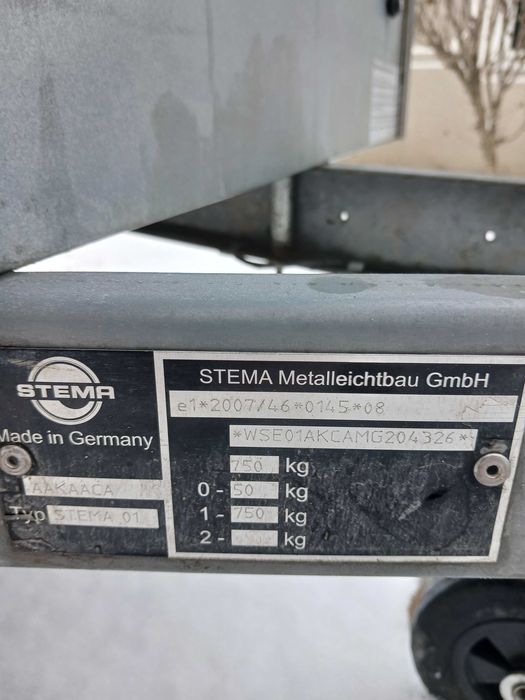 STEMA
Made in Germany
AAKAACA
Typ STEMA 01
STEMA Metalleichtbau GmbH
e1*2007/46*0145*08
*WSE01AKCAMG204326*
750 kg
0 - 50 kg
1 - 750 kg
2 - kg